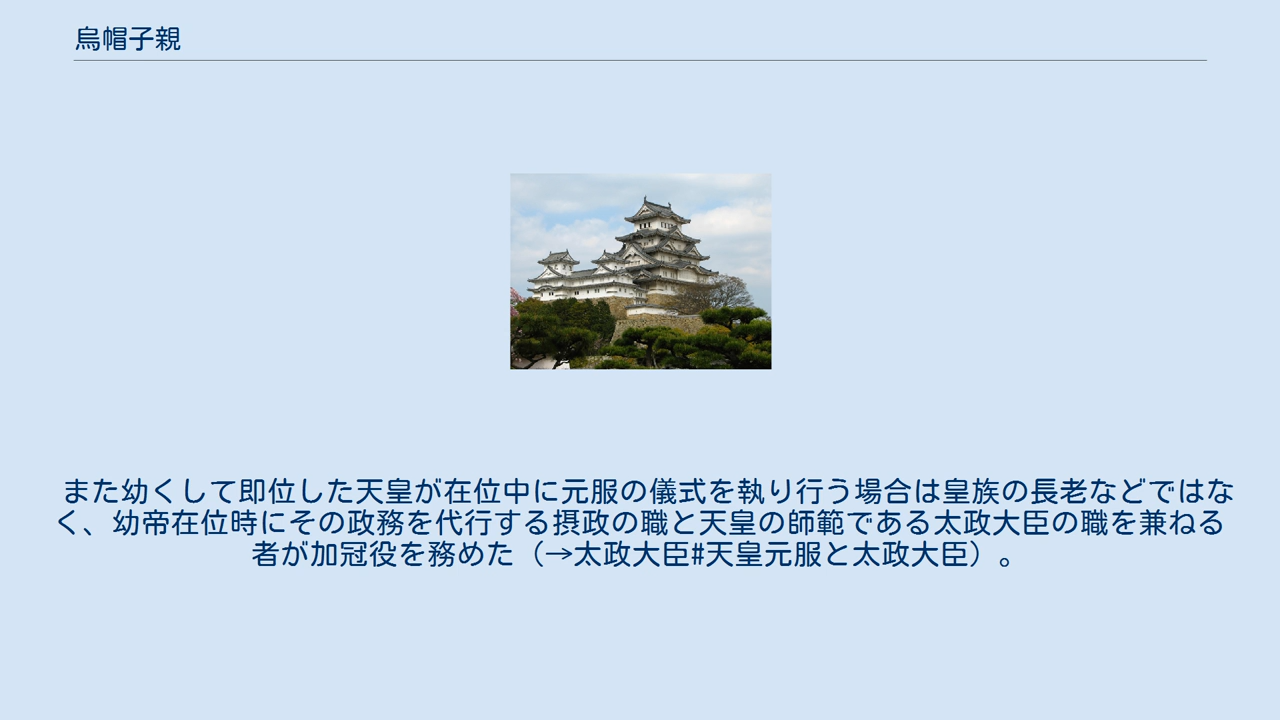 烏帽子親
また幼くして即位した天皇が在位中に元服の儀式を執り行う場合は皇族の長老などではな
く、幼帝在位時にその政務を代行する摂政の職と天皇の師範である太政大臣の職を兼ねる
者が加冠役を務めた（→太政大臣#天皇元服と太政大臣）。